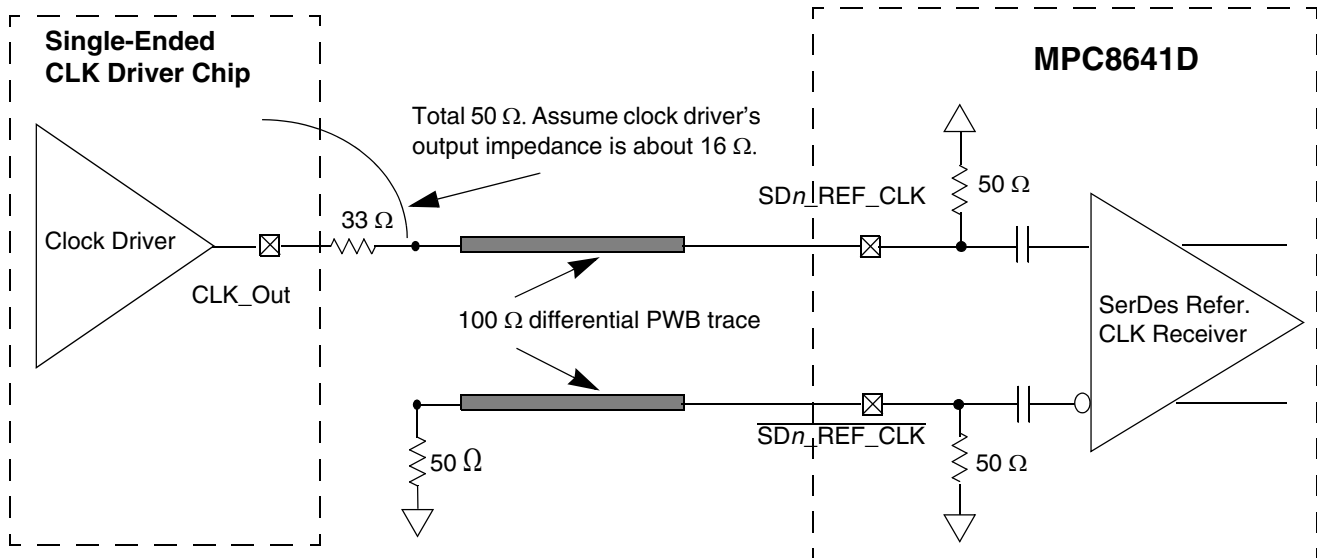 Single-Ended
CLK Driver Chip
MPC8641D
Total 50 Ω. Assume clock driver's
output impedance is about 16 Ω.
SDn_REF_CLK
50 Ω
33 Ω
Clock Driver
CLK_Out
100 Ω differential PWB trace
SerDes Refer.
CLK Receiver
SDn_REF_CLK
50 Ω
50 Ω